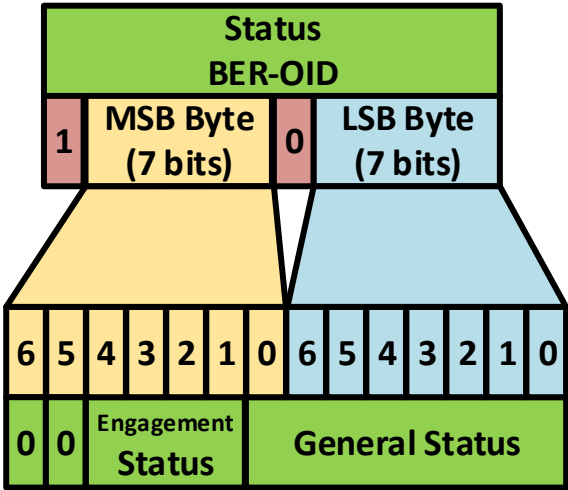 Status
BER-OID
1 MSB Byte (7 bits) 0 LSB Byte (7 bits)
6 5 4 3 2 1 0 6 5 4 3 2 1 0
0 0 Engagement Status General Status